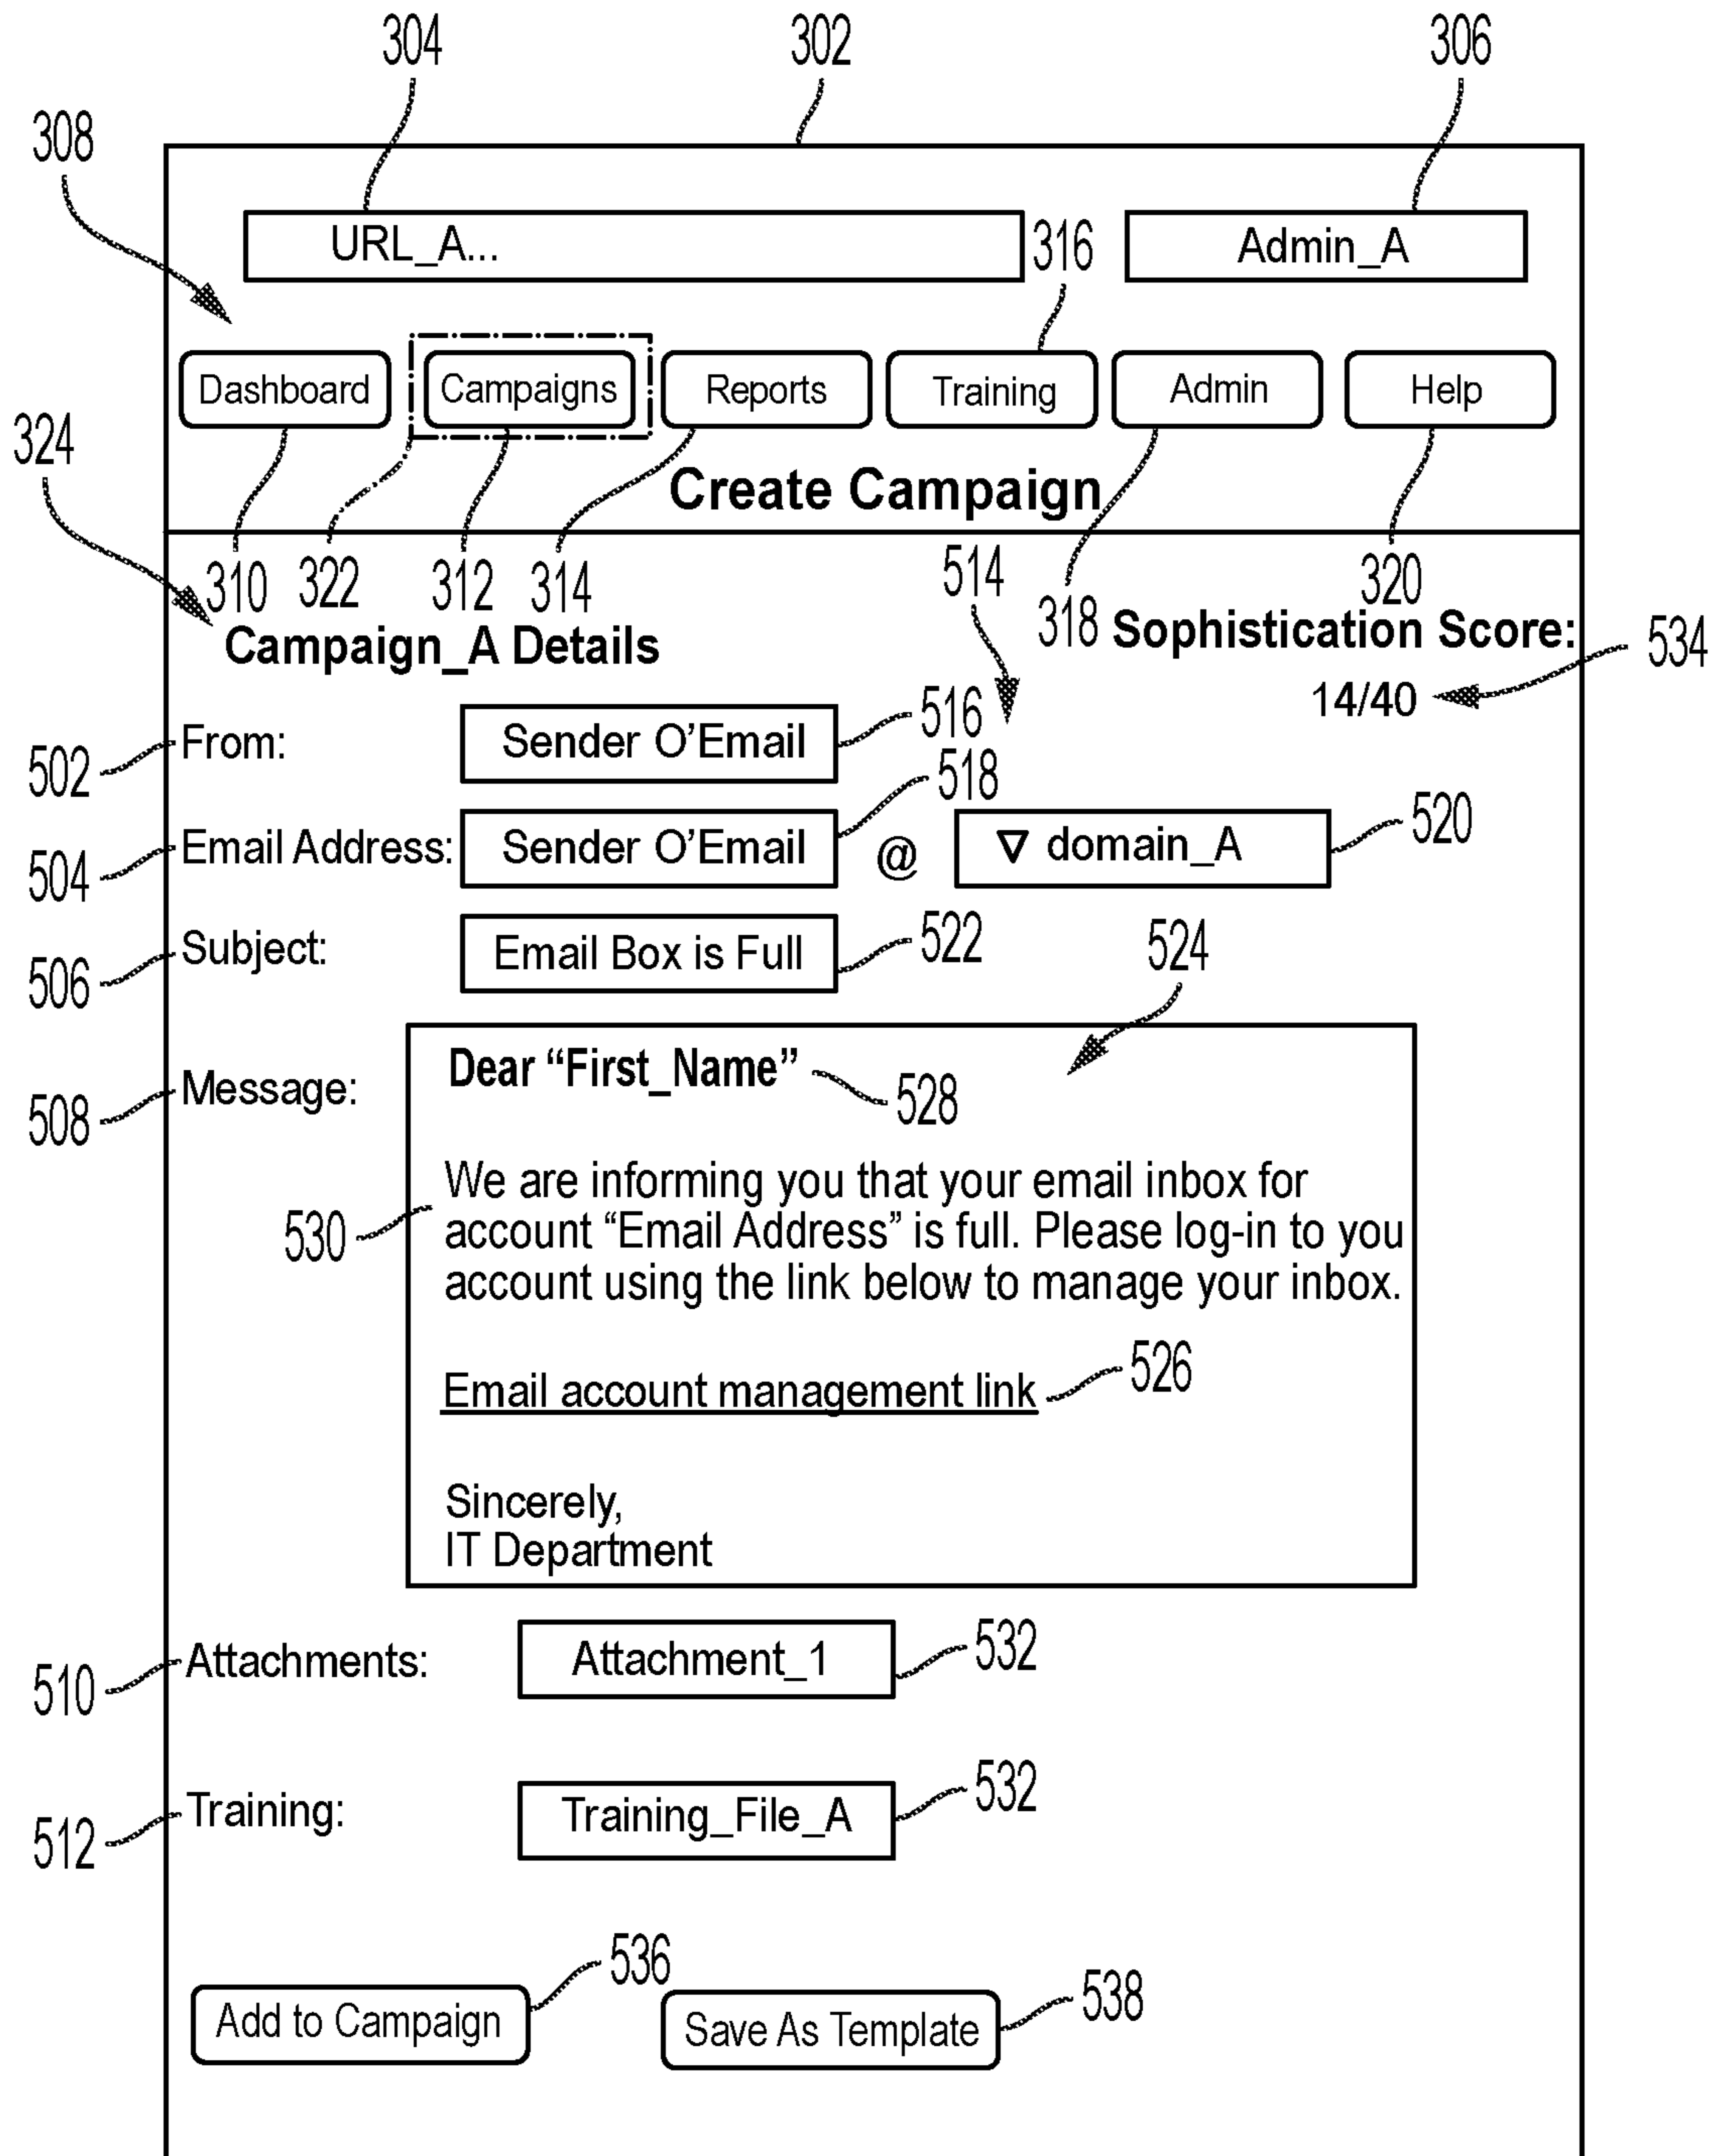 304 302 306
308
URL_A... 316 Admin_A
Dashboard Campaigns Reports Training Admin Help
324
Create Campaign
310 322 312 314 514 318 320
Campaign_A Details Sophistication Score:
534
14/40
502 From: Sender O’Email 516
518
504 Email Address: Sender O’Email @ ∇ domain_A 520
506 Subject: Email Box is Full 522
524
508 Message: Dear “First_Name” 528
530 We are informing you that your email inbox for
account “Email Address” is full. Please log-in to you
account using the link below to manage your inbox.
Email account management link 526
Sincerely,
IT Department
510 Attachments: Attachment_1 532
512 Training: Training_File_A 532
536
Add to Campaign Save As Template 538